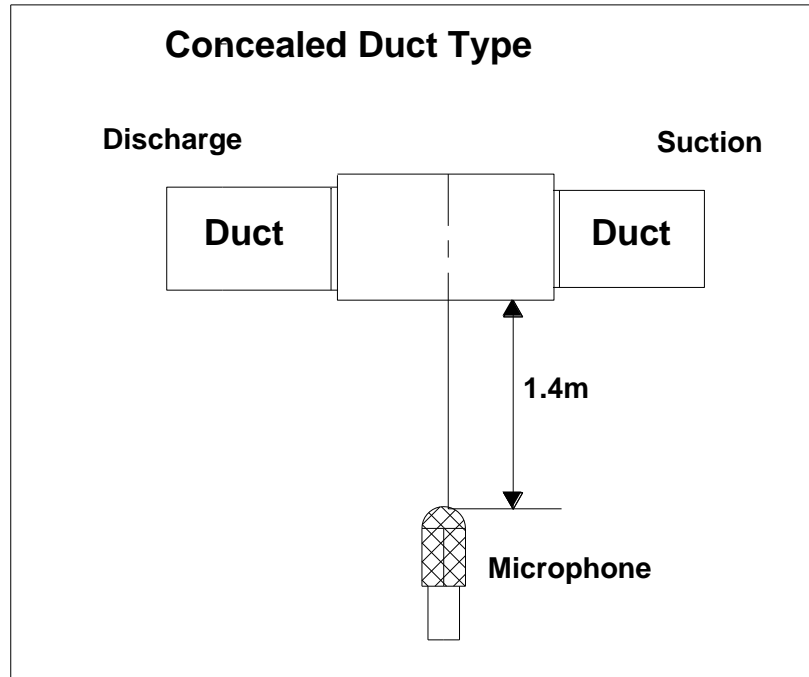 Concealed Duct Type
Discharge
Suction
Duct
Duct
1.4m
Microphone